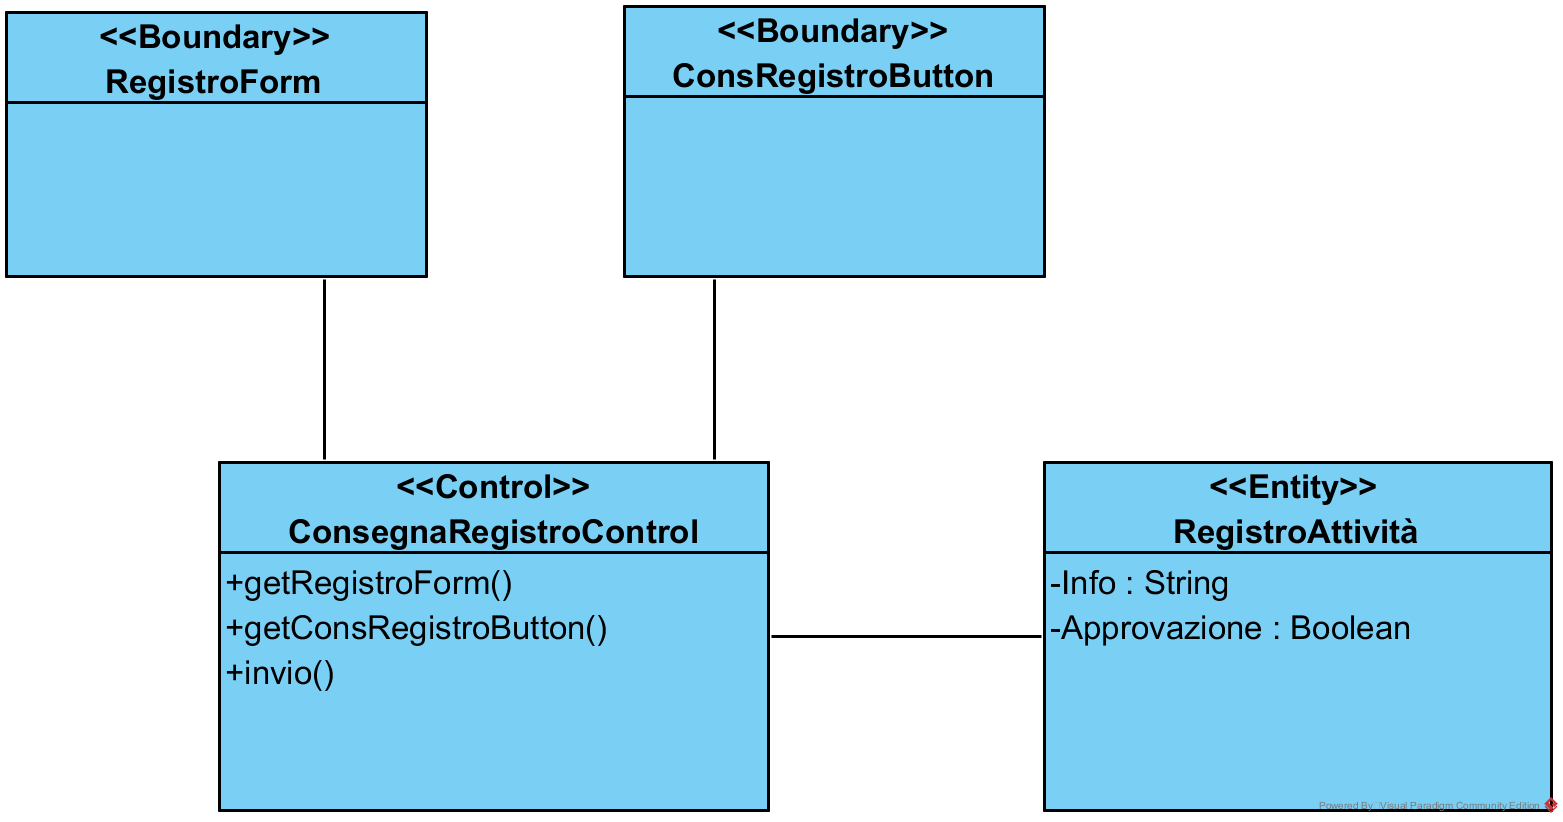 <<Boundary>>
RegistroForm
<<Boundary>>
ConsRegistroButton
<<Control>>
ConsegnaRegistroControl
+getRegistroForm()
+getConsRegistroButton()
+invio()
<<Entity>>
RegistroAttività
-Info : String
-Approvazione : Boolean
Powered By Visual Paradigm Community Edition